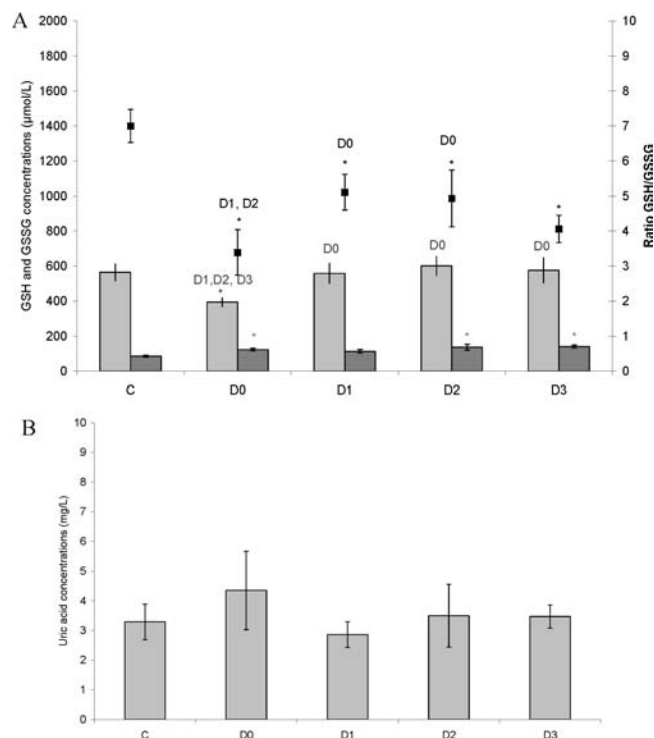 A
GSH and GSSG concentrations (µmol/L)
2000
1800
1600
1400
1200
1000
800
600
400
200
0
10
9
8
7
6
5
4
3
2
1
0
Ratio GSH/GSSG
D0
*
D0
*
D1, D2
*
*
D0
D0
D0
D1,D2, D3
*
*
*
*
C D0 D1 D2 D3
B
Uric acid concentrations (mg/L)
10
9
8
7
6
5
4
3
2
1
0
C D0 D1 D2 D3